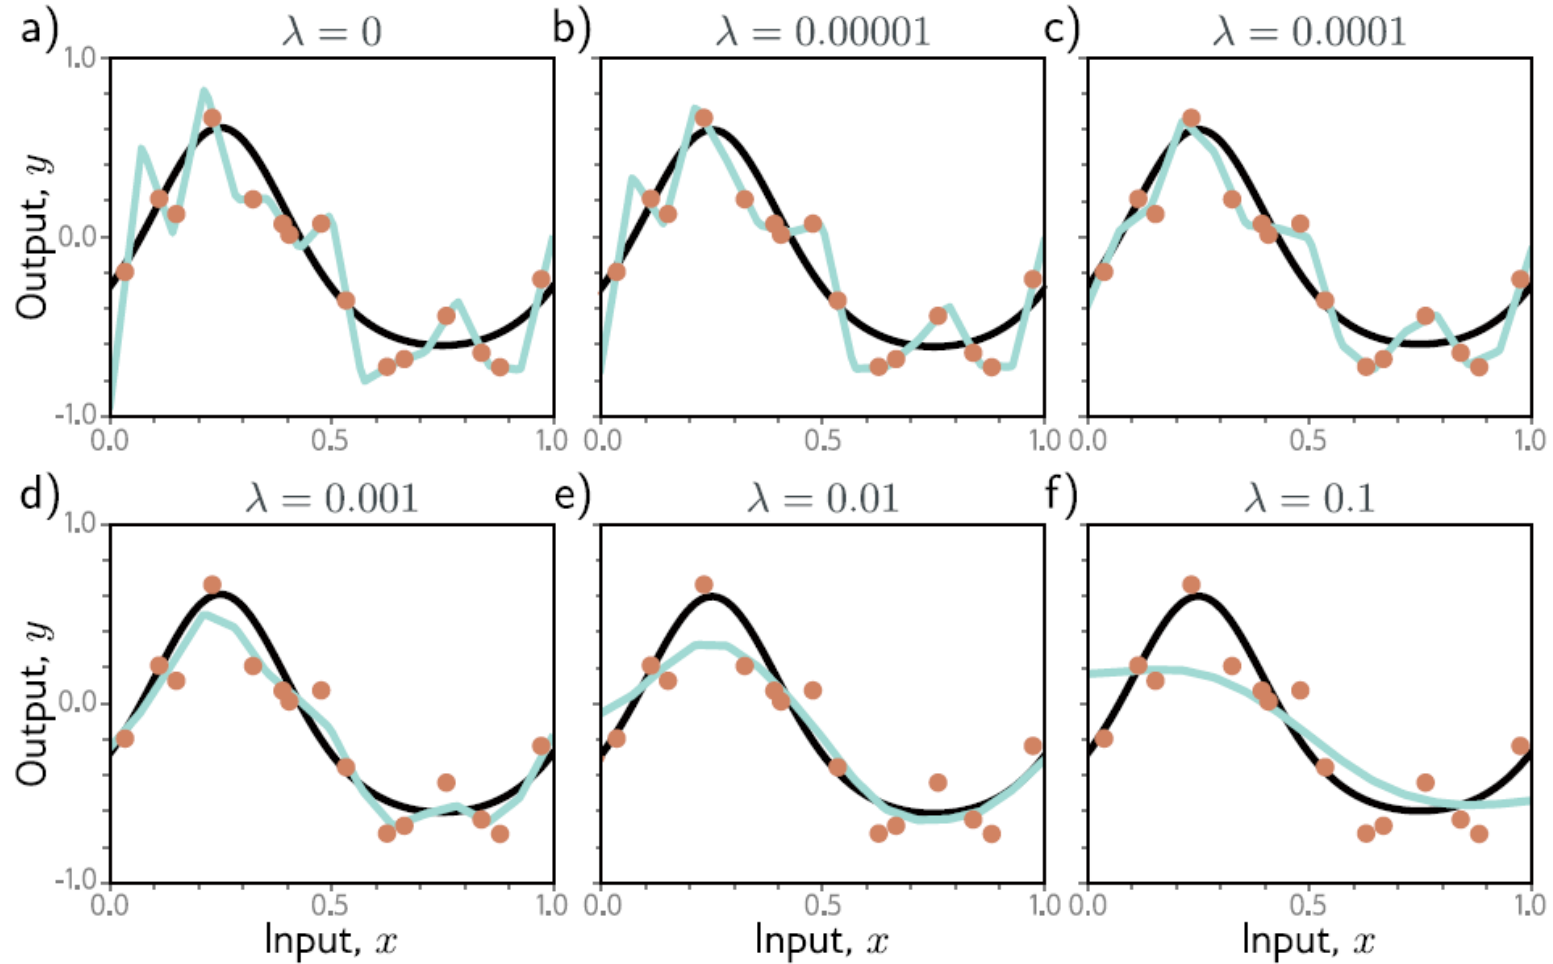 a) λ = 0 b) λ = 0.00001 c) λ = 0.0001
1.0
Output, y
0.0
-1.0
0.0 0.5 1.0 0.0 0.5 1.0 0.0 0.5 1.0
d) λ = 0.001 e) λ = 0.01 f) λ = 0.1
1.0
Output, y
0.0
-1.0
0.0 0.5 1.0 0.0 0.5 1.0 0.0 0.5 1.0
Input, x Input, x Input, x